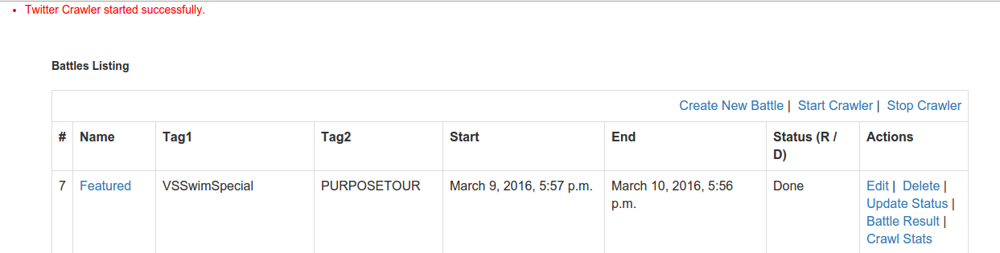 Twitter Crawler started successfully.
Battles Listing
Create New Battle | Start Crawler | Stop Crawler
# Name Tag1 Tag2 Start End Status (R / D) Actions
7 Featured VSSwimSpecial PURPOSETOUR March 9, 2016, 5:57 p.m. March 10, 2016, 5:56 p.m. Done Edit | Delete |
Update Status |
Battle Result |
Crawl Stats